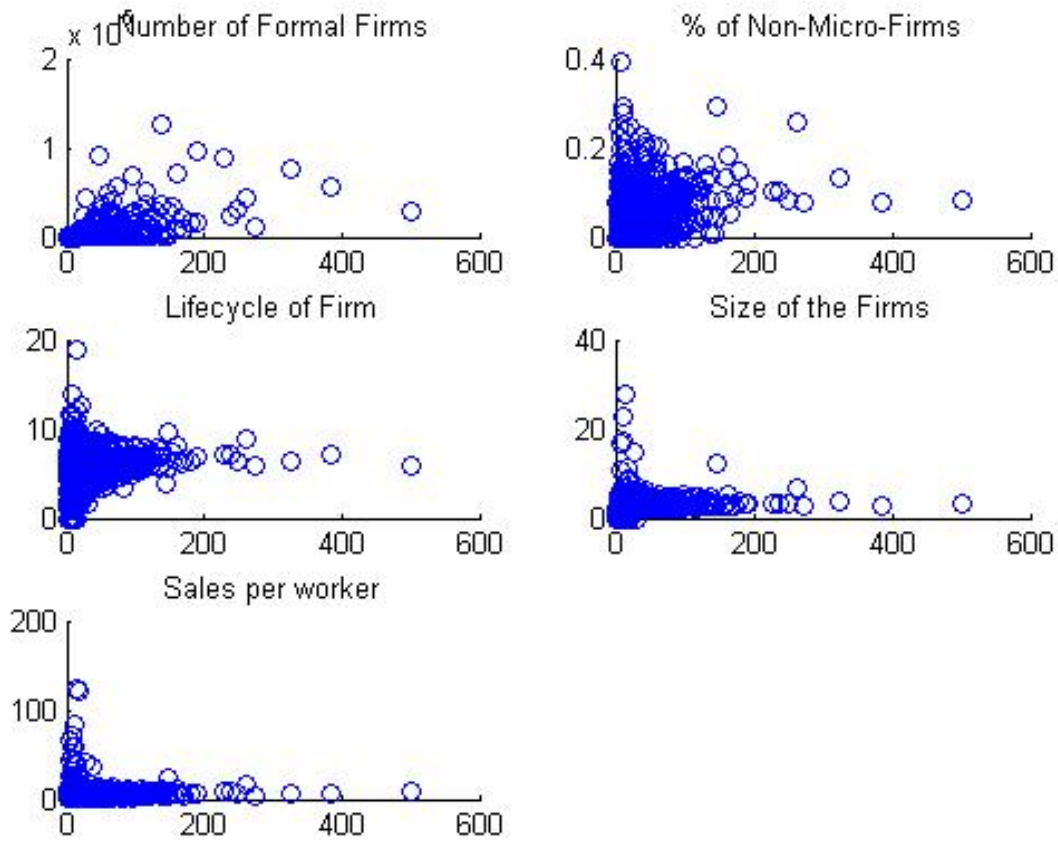 x 10
Number of Formal Firms
2
1
0
0 200 400 600
% of Non-Micro-Firms
0.4
0.2
0
0 200 400 600
Lifecycle of Firm
20
10
0
0 200 400 600
Size of the Firms
40
20
0
0 200 400 600
Sales per worker
200
100
0
0 200 400 600